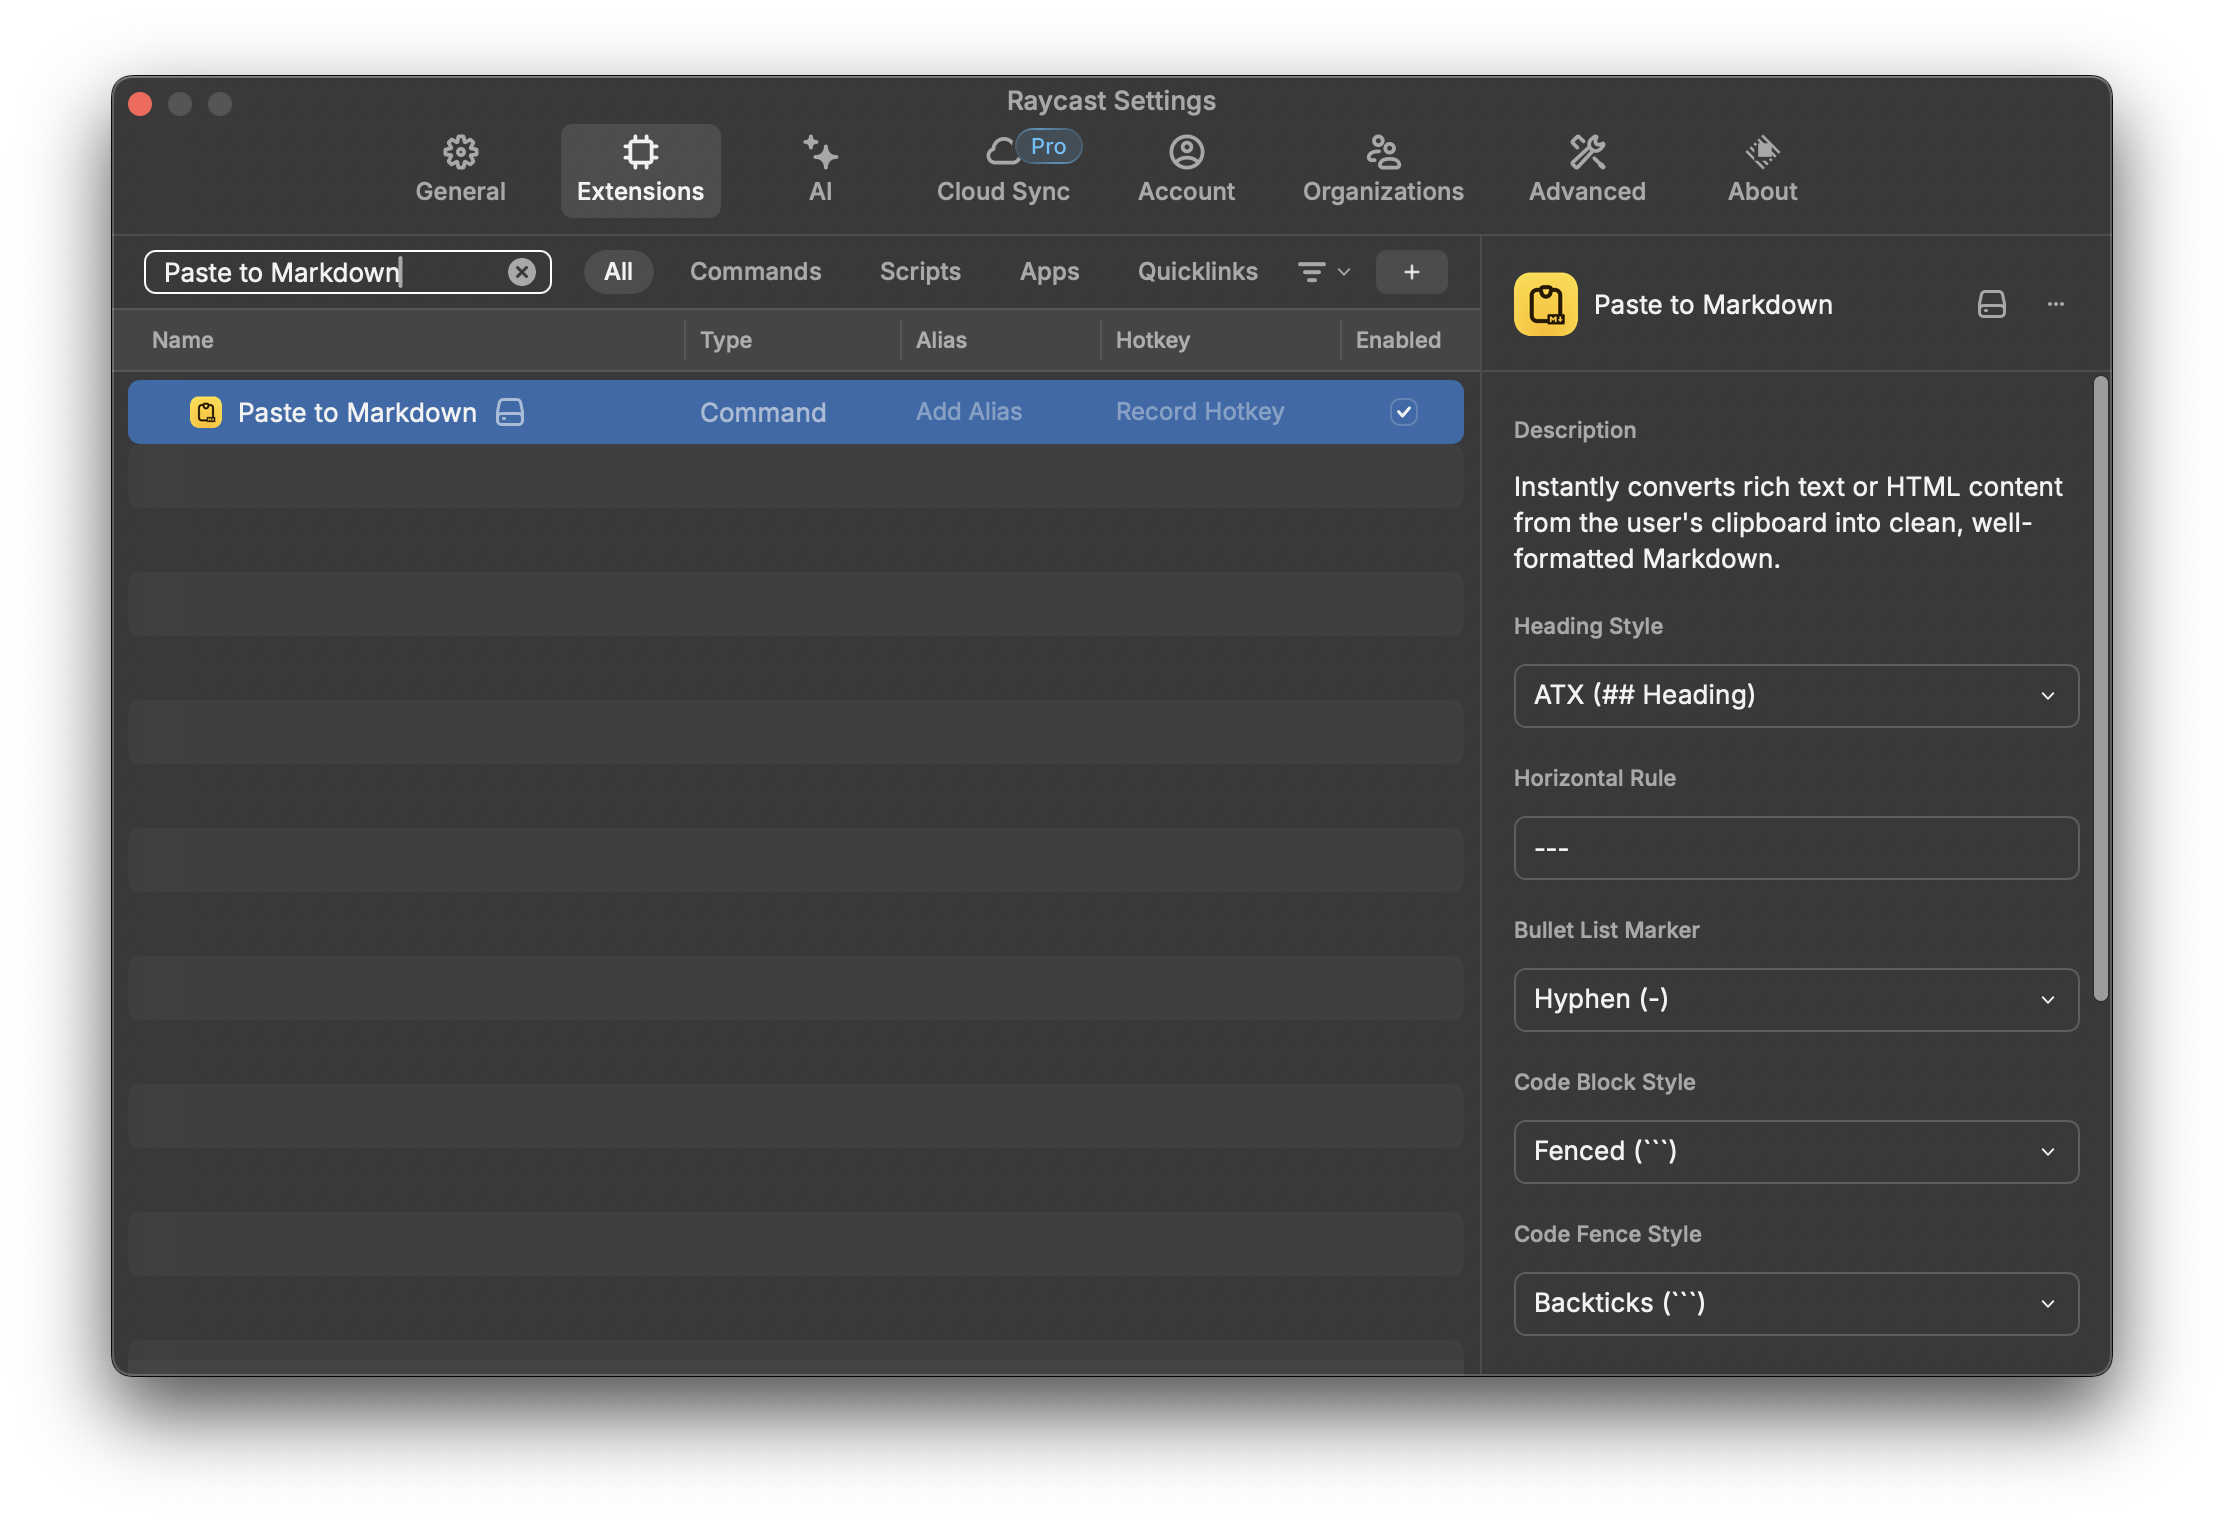 Raycast Settings
General
Extensions
AI
Cloud Sync
Pro
Account
Organizations
Advanced
About
Paste to Markdown
All
Commands
Scripts
Apps
Quicklinks
+
Name
Type
Alias
Hotkey
Enabled
Paste to Markdown
Command
Add Alias
Record Hotkey
Paste to Markdown
Description
Instantly converts rich text or HTML content
from the user's clipboard into clean, well-
formatted Markdown.
Heading Style
ATX (## Heading)
Horizontal Rule
---
Bullet List Marker
Hyphen (-)
Code Block Style
Fenced (```)
Code Fence Style
Backticks (```)